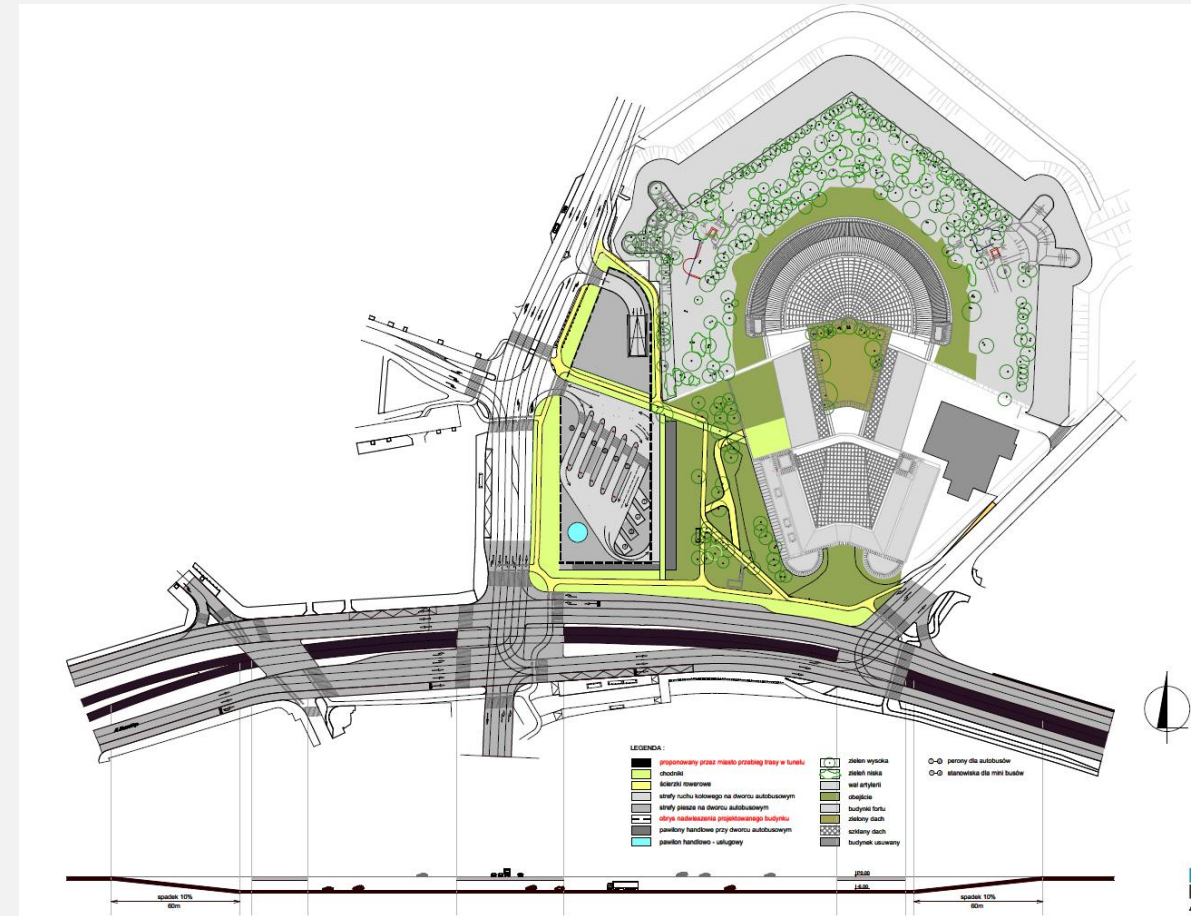 LEGENDA :
proponowany przez miasto przebieg trasy w tunelu
chodniki
ścierzki rowerowe
strefy ruchu kołowego na dworcu autobusowym
strefy piesze na dworcu autobusowym
obrys nadwieszenia projektowanego budynku
pawilony handlowe przy dworcu autobusowym
pawilon handlowo - usługowy
zieleń wysoka
zieleń niska
wał artylerii
obejście
budynki fortu
zielony dach
szklany dach
budynek usuwany
perony dla autobusów
stanowiska dla mini busów
spadek 10%
60m
spadek 10%
60m